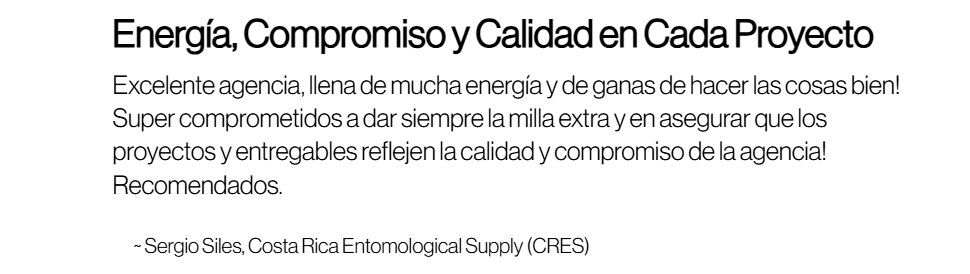 Energía, Compromiso y Calidad en Cada Proyecto
Excelente agencia, llena de mucha energía y de ganas de hacer las cosas bien!
Super comprometidos a dar siempre la milla extra y en asegurar que los
proyectos y entregables reflejen la calidad y compromiso de la agencia!
Recomendados.
~ Sergio Siles, Costa Rica Entomological Supply (CRES)